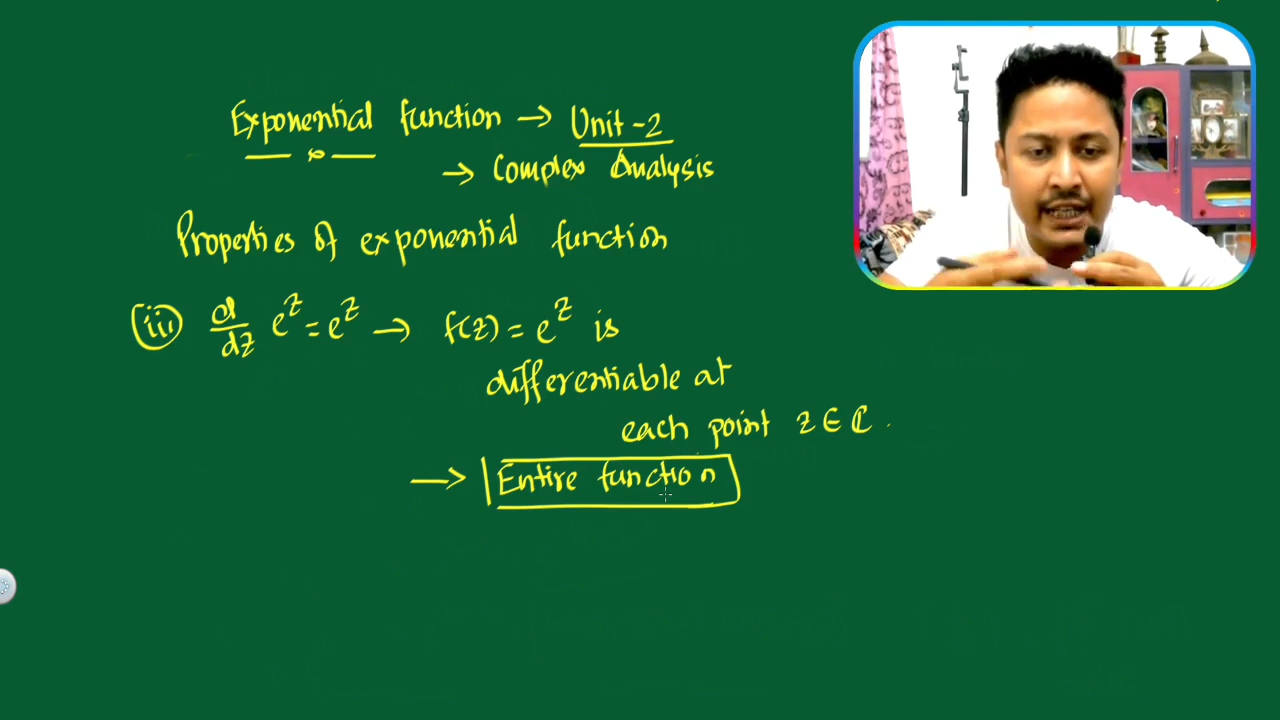 Exponential function → Unit-2
→ Complex Analysis
Properties of exponential function
(iii) d/dz e^z = e^z → f(z) = e^z is
differentiable at
each point z ∈ ℂ.
→ Entire function